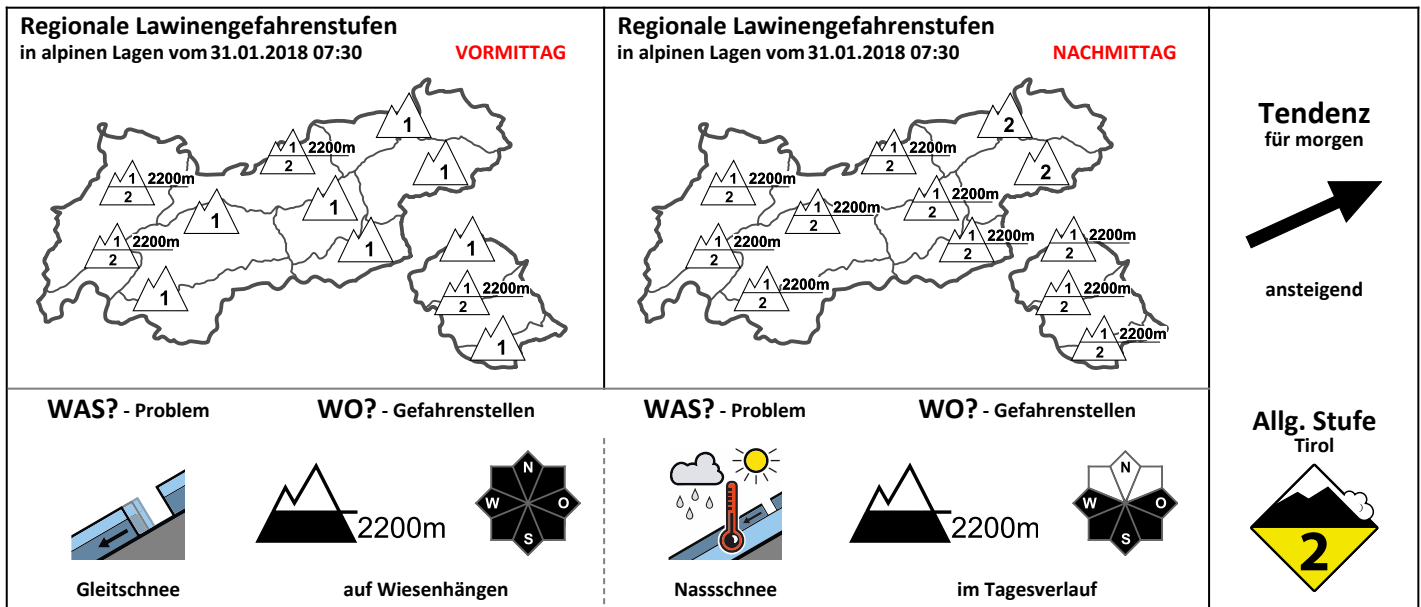 Regionale Lawinengefahrenstufen
in alpinen Lagen vom 31.01.2018 07:30 VORMITTAG
1
1 2200m
2
1
1 2200m
2
1
1
1 2200m
2
1
1
1
1 2200m
2
1
Regionale Lawinengefahrenstufen
in alpinen Lagen vom 31.01.2018 07:30 NACHMITTAG
2
1 2200m
2
2
1 2200m
2
1 2200m
2
1 2200m
2
1 2200m
2
1 2200m
2
1 2200m
2
1 2200m
2
1 2200m
2
1 2200m
2
Tendenz
für morgen
ansteigend
WAS? - Problem
WO? - Gefahrenstellen
N
W O
S
2200m
Gleitschnee
auf Wiesenhängen
WAS? - Problem
WO? - Gefahrenstellen
N
W O
S
2200m
Nassschnee
im Tagesverlauf
Allg. Stufe
Tirol
2